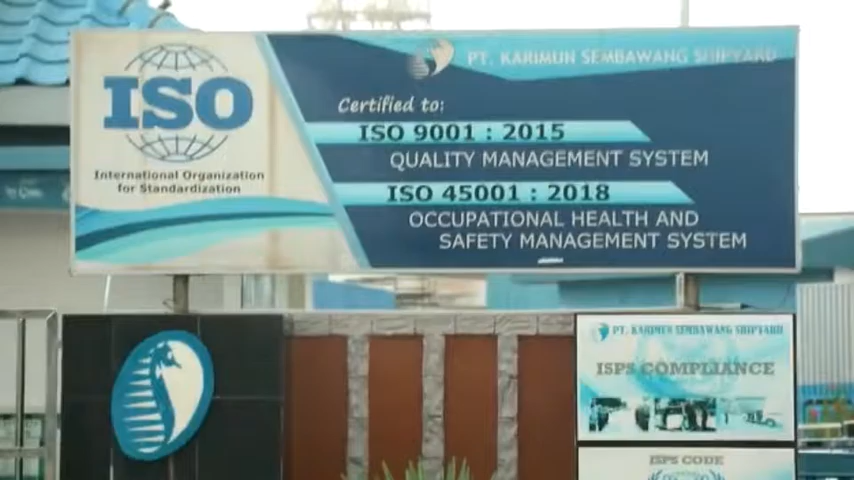 PT. KARIMUN SEMBAWANG SHIPYARD
ISO
International Organization
for Standardization
Certified to:
ISO 9001 : 2015
QUALITY MANAGEMENT SYSTEM
ISO 45001 : 2018
OCCUPATIONAL HEALTH AND
SAFETY MANAGEMENT SYSTEM
PT. KARIMUN SEMBAWANG SHIPYARD
ISPS COMPLIANCE
ISPS CODE